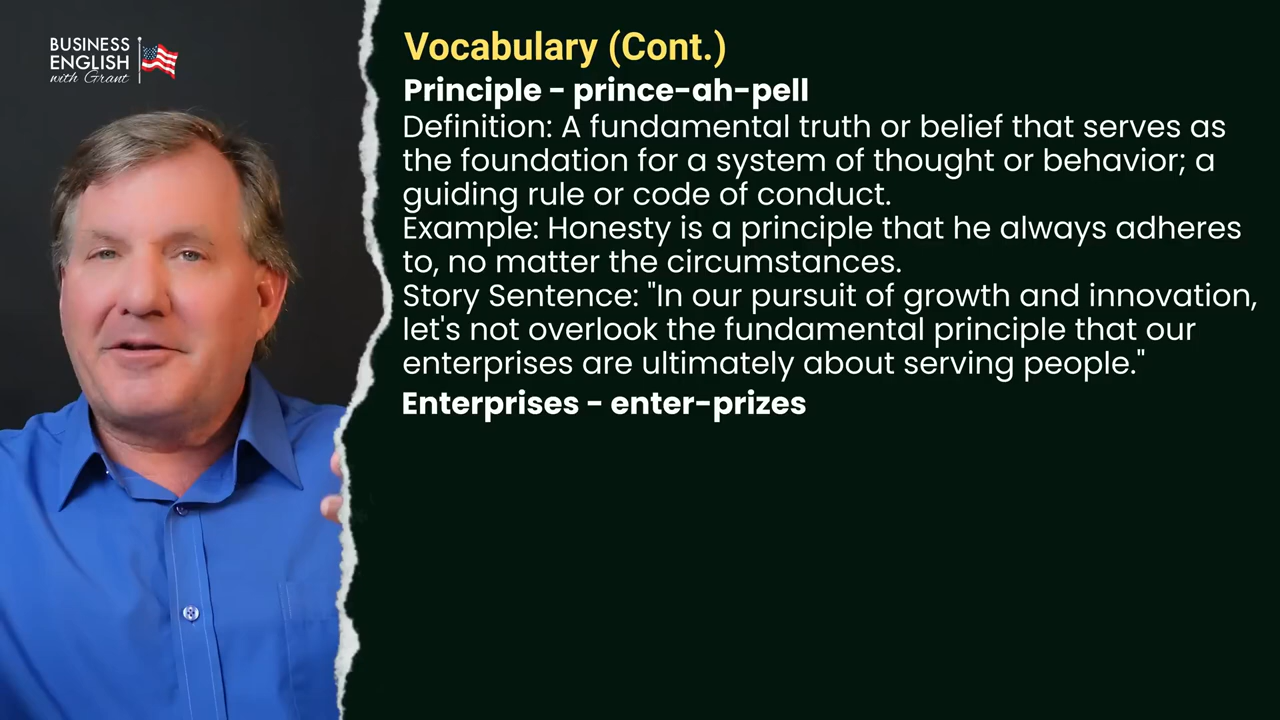 BUSINESS
ENGLISH
with Grant
Vocabulary (Cont.)
Principle - prince-ah-pell
Definition: A fundamental truth or belief that serves as
the foundation for a system of thought or behavior; a
guiding rule or code of conduct.
Example: Honesty is a principle that he always adheres
to, no matter the circumstances.
Story Sentence: "In our pursuit of growth and innovation,
let's not overlook the fundamental principle that our
enterprises are ultimately about serving people."
Enterprises - enter-prizes